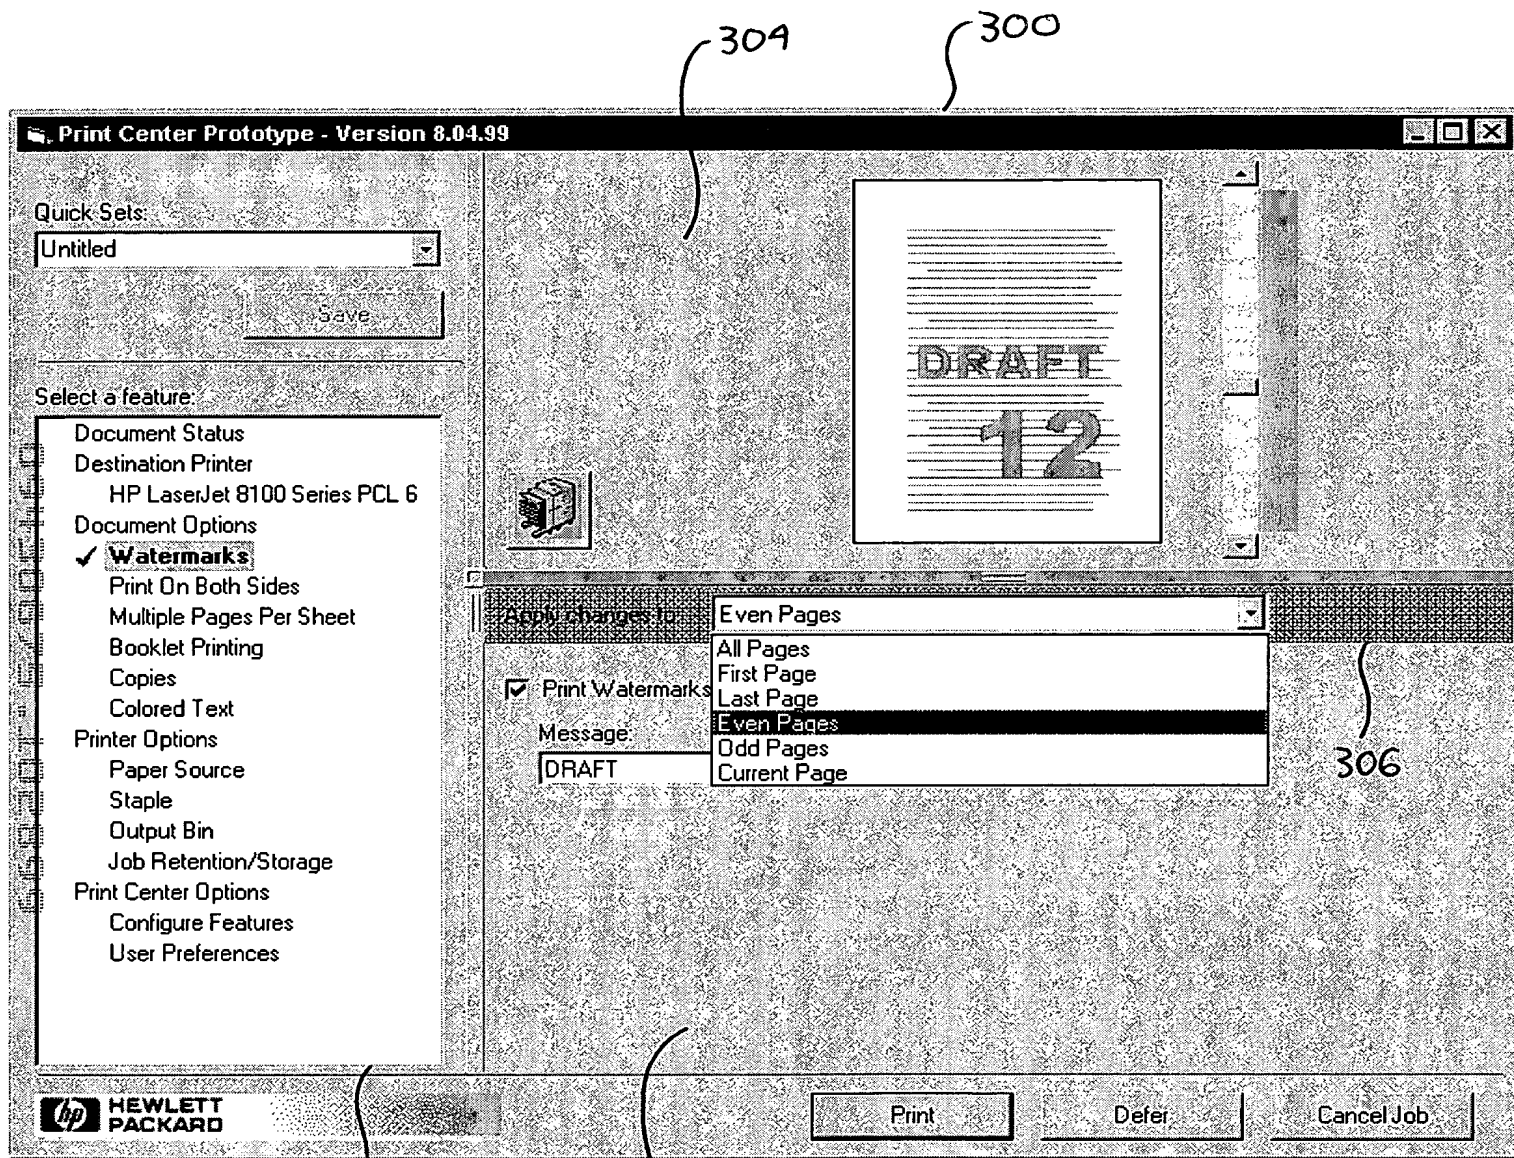 304
300
Print Center Prototype - Version 8.04.99
Quick Sets:
Untitled
Save
Select a feature:
Document Status
Destination Printer
HP LaserJet 8100 Series PCL 6
Document Options
✓ Watermarks
Print On Both Sides
Multiple Pages Per Sheet
Booklet Printing
Copies
Colored Text
Printer Options
Paper Source
Staple
Output Bin
Job Retention/Storage
Print Center Options
Configure Features
User Preferences
DRAFT
12
Apply changes to
Even Pages
All Pages
First Page
Last Page
Even Pages
Odd Pages
Current Page
Print Watermarks
Message:
DRAFT
306
hp HEWLETT
PACKARD
Print
Defer
Cancel Job